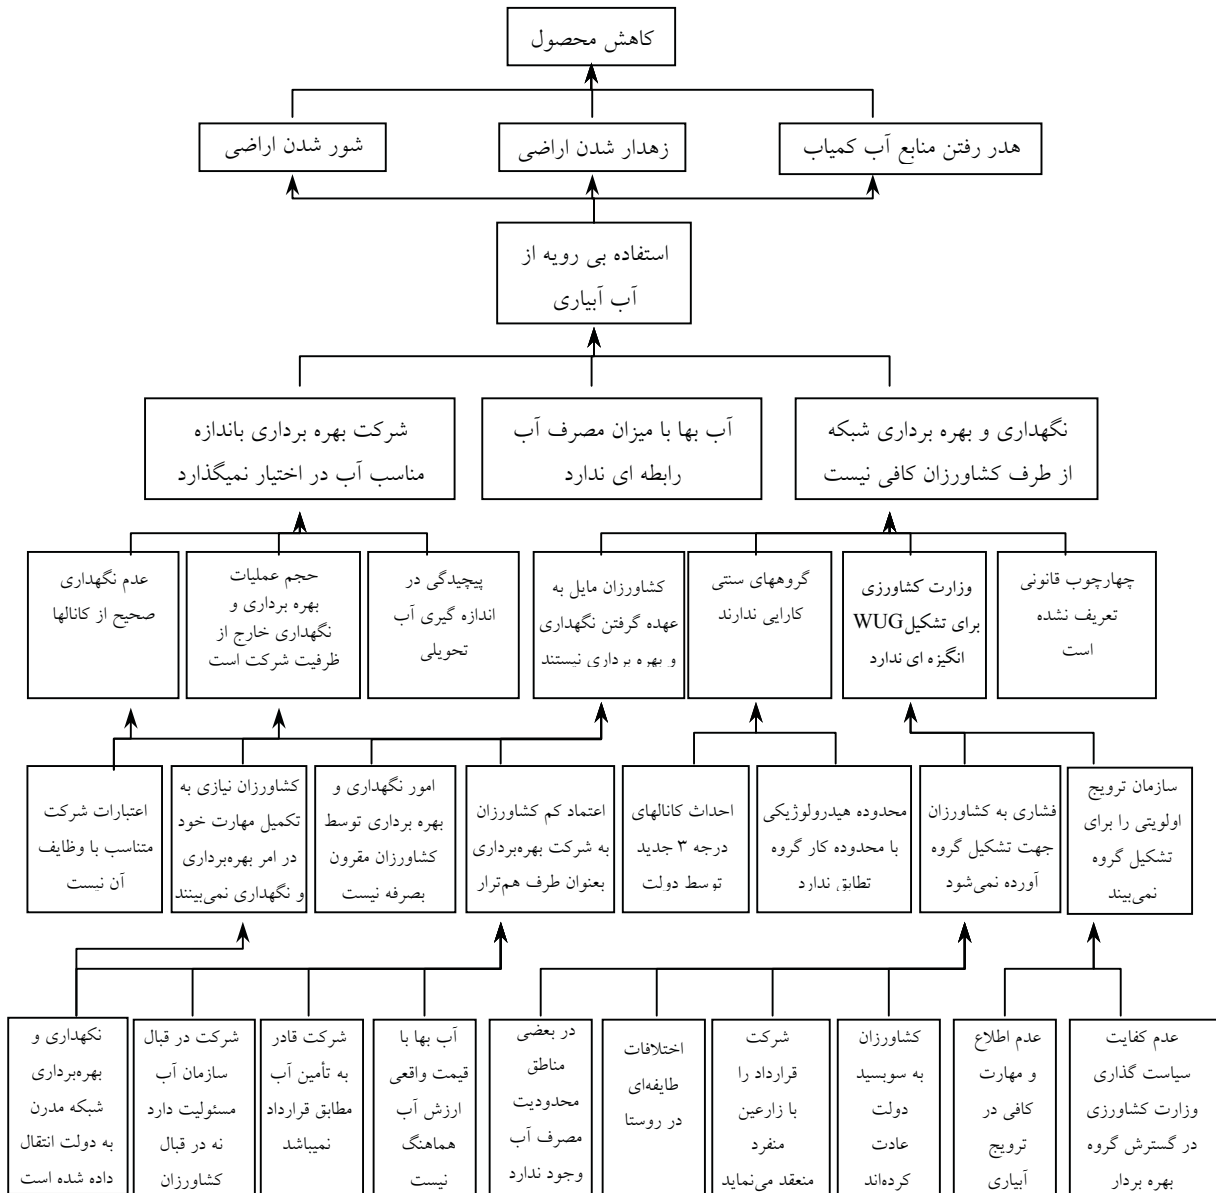 کاهش محصول
هدر رفتن منابع آب کمیاب
زهدار شدن اراضی
شور شدن اراضی
استفاده بی رویه از
آب آبیاری
نگهداری و بهره برداری شبکه
از طرف کشاورزان کافی نیست
آب بها با میزان مصرف آب
رابطه ای ندارد
شرکت بهره برداری باندازه
مناسب آب در اختیار نمیگذارد
چهارچوب قانونی
تعریف نشده
است
وزارت کشاورزی
برای تشکیل WUG
انگیزه ای ندارد
گروههای سنتی
کارایی ندارند
کشاورزان مایل به
عهده گرفتن نگهداری
و بهره برداری نیستند
پیچیدگی در
اندازه گیری آب
تحویلی
حجم عملیات
بهره برداری و
نگهداری خارج از
ظرفیت شرکت است
عدم نگهداری
صحیح از کانالها
سازمان ترویج
اولویتی را برای
تشکیل گروه
نمی‌بیند
فشاری به کشاورزان
جهت تشکیل گروه
آورده نمی‌شود
محدوده هیدرولوژیکی
با محدوده کار گروه
تطابق ندارد
احداث کانالهای
درجه ۳ جدید
توسط دولت
اعتماد کم کشاورزان
به شرکت بهره‌برداری
بعنوان طرف هم‌تراز
امور نگهداری و
بهره برداری توسط
کشاورزان مقرون
بصرفه نیست
کشاورزان نیازی به
تکمیل مهارت خود
در امر بهره‌برداری
و نگهداری نمی‌بینند
اعتبارات شرکت
متناسب با وظایف
آن نیست
عدم کفایت
سیاست گذاری
وزارت کشاورزی
در گسترش گروه
بهره بردار
عدم اطلاع
و مهارت
کافی در
ترویج
آبیاری
کشاورزان
به سوبسید
دولت
عادت
کرده‌اند
شرکت
قرارداد را
با زارعین
منفرد
منعقد می‌نماید
اختلافات
طایفه‌ای
در روستا
در بعضی
مناطق
محدودیت
مصرف آب
وجود ندارد
آب بها با
قیمت واقعی
ارزش آب
هماهنگ
نیست
شرکت قادر
به تأمین آب
مطابق قرارداد
نمیباشد
شرکت در قبال
سازمان آب
مسئولیت دارد
نه در قبال
کشاورزان
نکهداری و
بهره‌برداری
شبکه مدرن
به دولت انتقال
داده شده است